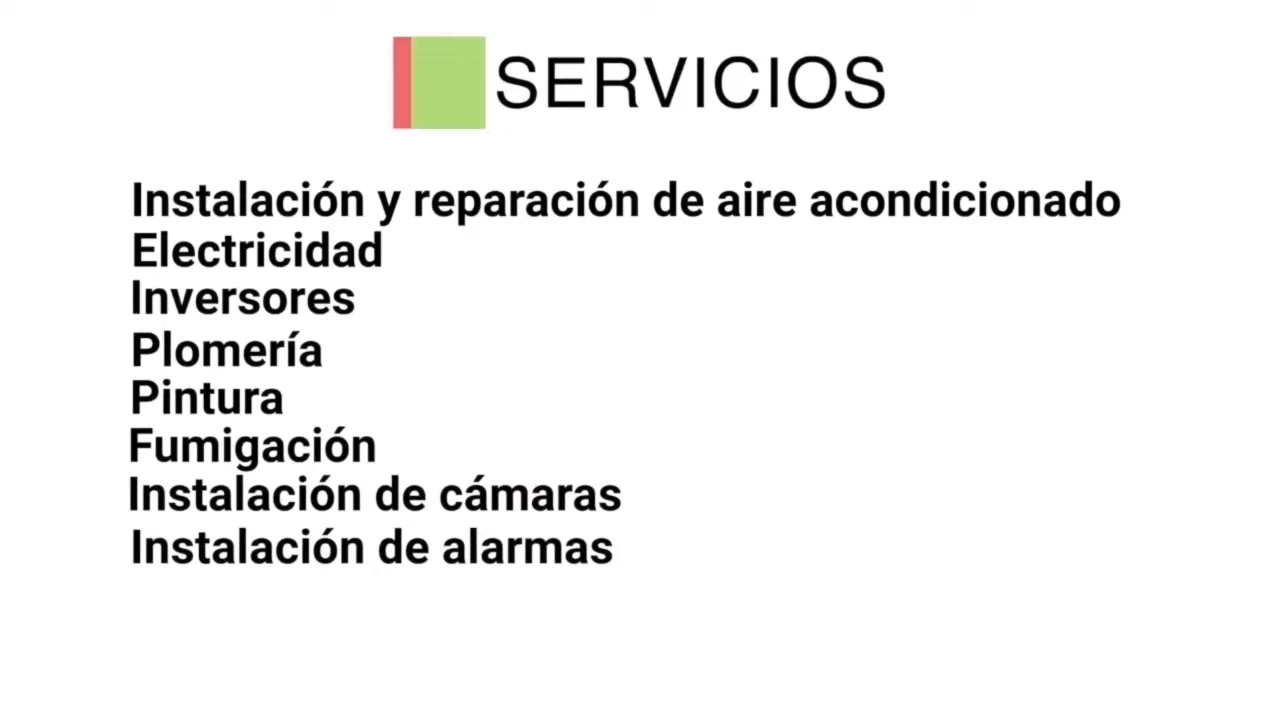 SERVICIOS
Instalación y reparación de aire acondicionado
Electricidad
Inversores
Plomería
Pintura
Fumigación
Instalación de cámaras
Instalación de alarmas